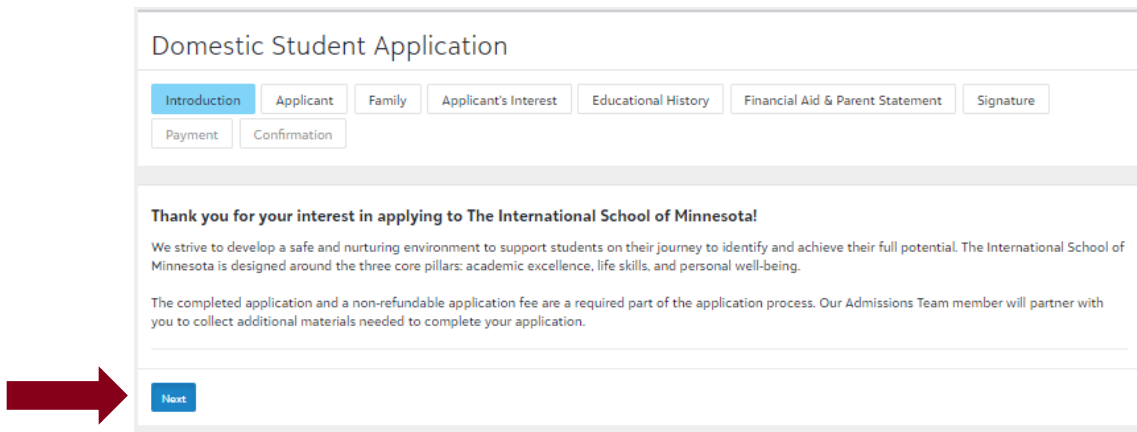 Domestic Student Application
Introduction Applicant Family Applicant's Interest Educational History Financial Aid & Parent Statement Signature
Payment Confirmation
Thank you for your interest in applying to The International School of Minnesota!
We strive to develop a safe and nurturing environment to support students on their journey to identify and achieve their full potential. The International School of
Minnesota is designed around the three core pillars: academic excellence, life skills, and personal well-being.
The completed application and a non-refundable application fee are a required part of the application process. Our Admissions Team member will partner with
you to collect additional materials needed to complete your application.
Next